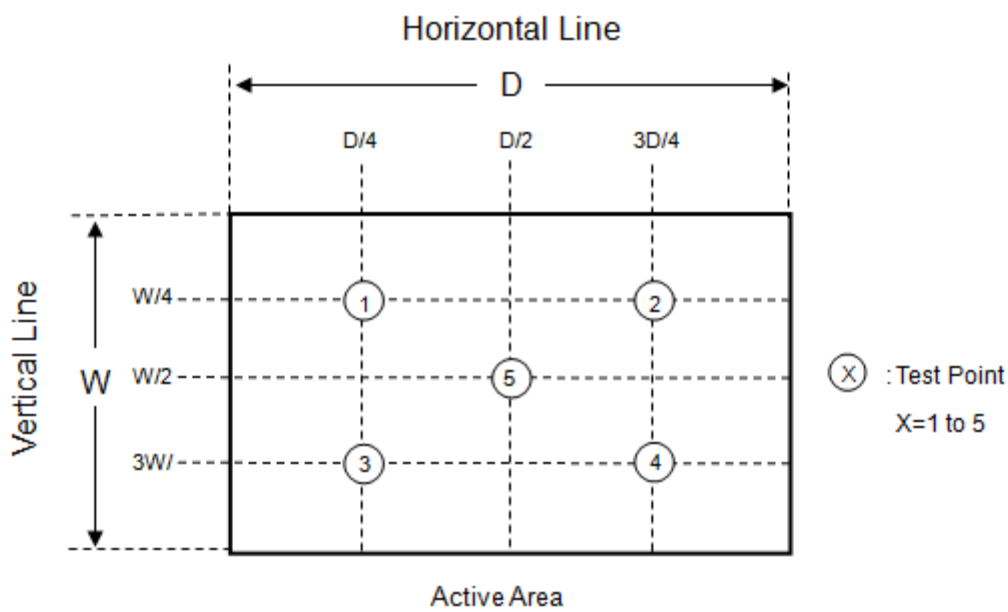 Horizontal Line
D
D/4 D/2 3D/4
W/4
1 2
Vertical Line
W
W/2
5
X : Test Point
X=1 to 5
3W/
3 4
Active Area